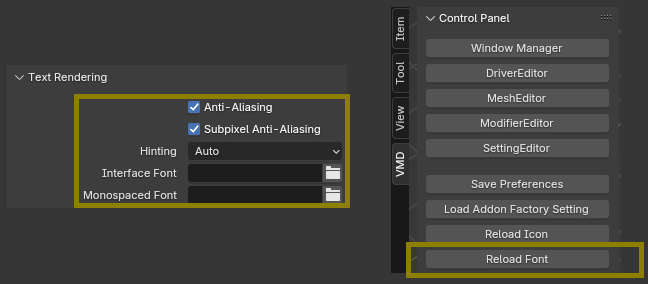 Text Rendering
Anti-Aliasing
Subpixel Anti-Aliasing
Hinting Auto
Interface Font
Monospaced Font
Item
Tool
View
VMD
Control Panel
Window Manager
DriverEditor
MeshEditor
ModifierEditor
SettingEditor
Save Preferences
Load Addon Factory Setting
Reload Icon
Reload Font